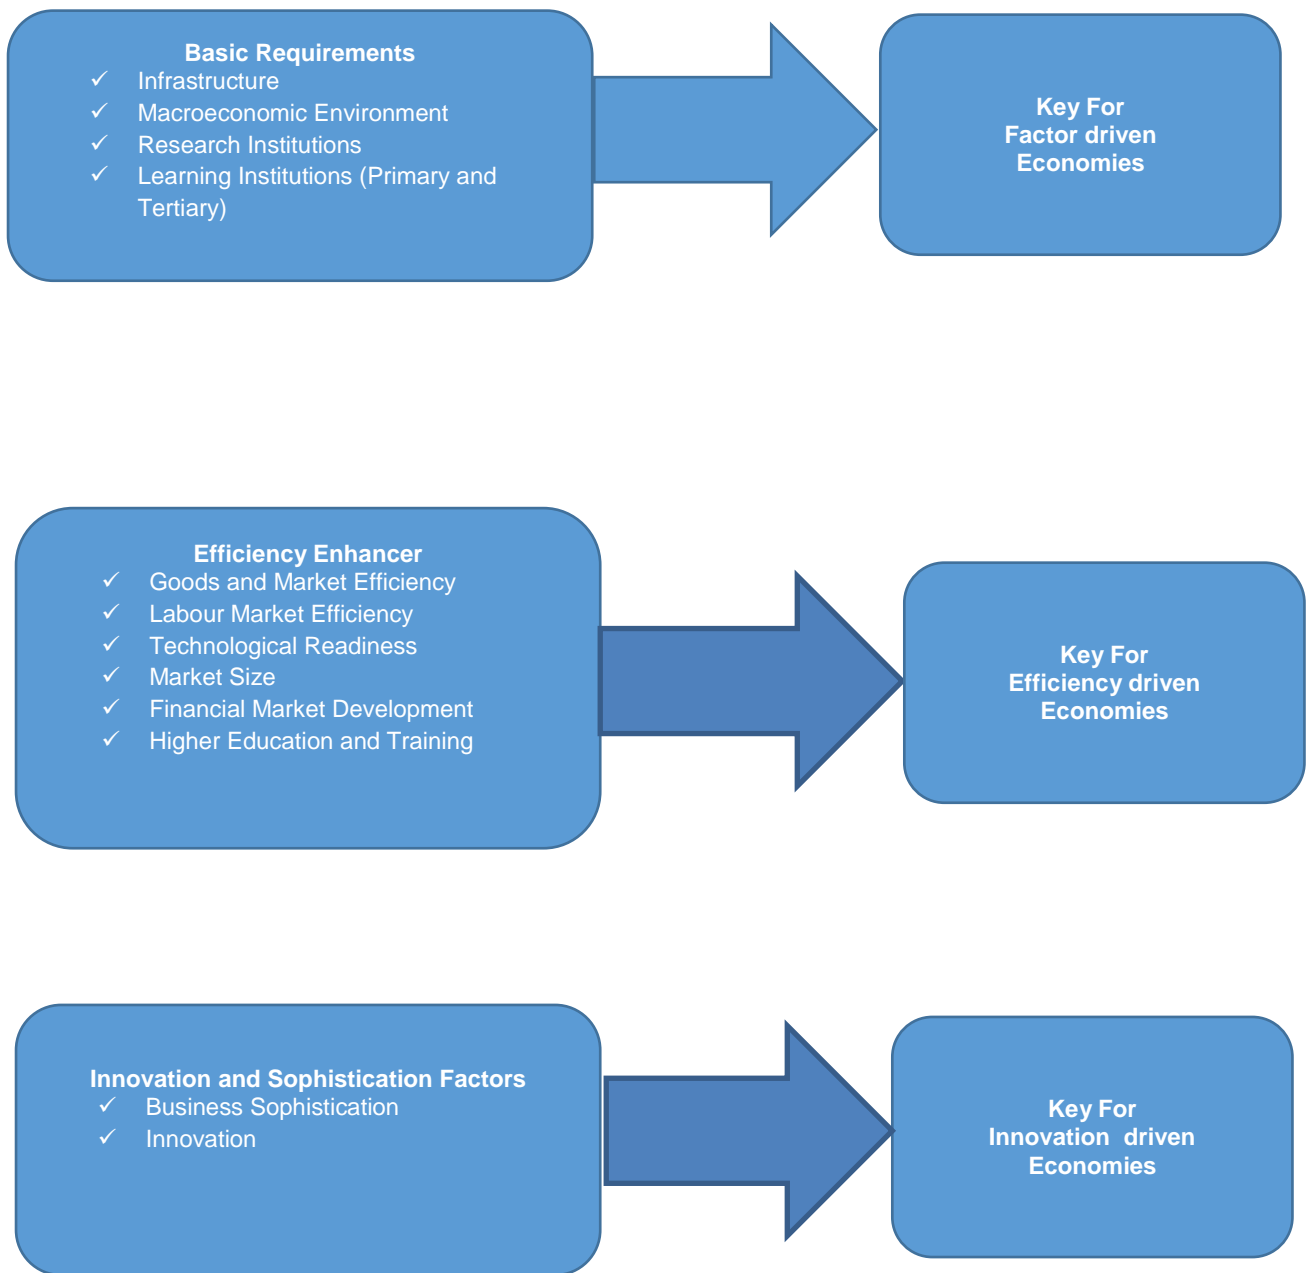 Basic Requirements
✓ Infrastructure
✓ Macroeconomic Environment
✓ Research Institutions
✓ Learning Institutions (Primary and
Tertiary)
Key For
Factor driven
Economies
Efficiency Enhancer
✓ Goods and Market Efficiency
✓ Labour Market Efficiency
✓ Technological Readiness
✓ Market Size
✓ Financial Market Development
✓ Higher Education and Training
Key For
Efficiency driven
Economies
Innovation and Sophistication Factors
✓ Business Sophistication
✓ Innovation
Key For
Innovation  driven
Economies